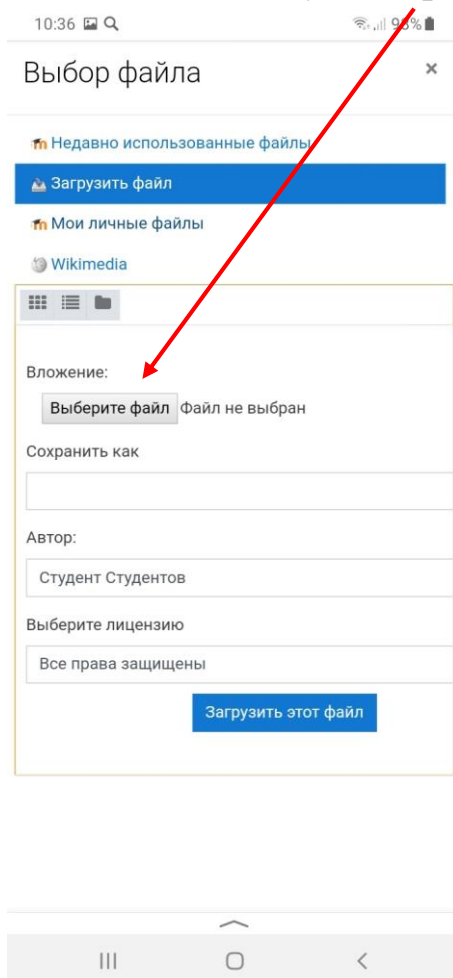 10:36
98%
Выбор файла
×
Недавно использованные файлы
Загрузить файл
Мои личные файлы
Wikimedia
Вложение:
Выберите файл Файл не выбран
Сохранить как
Автор:
Студент Студентов
Выберите лицензию
Все права защищены
Загрузить этот файл